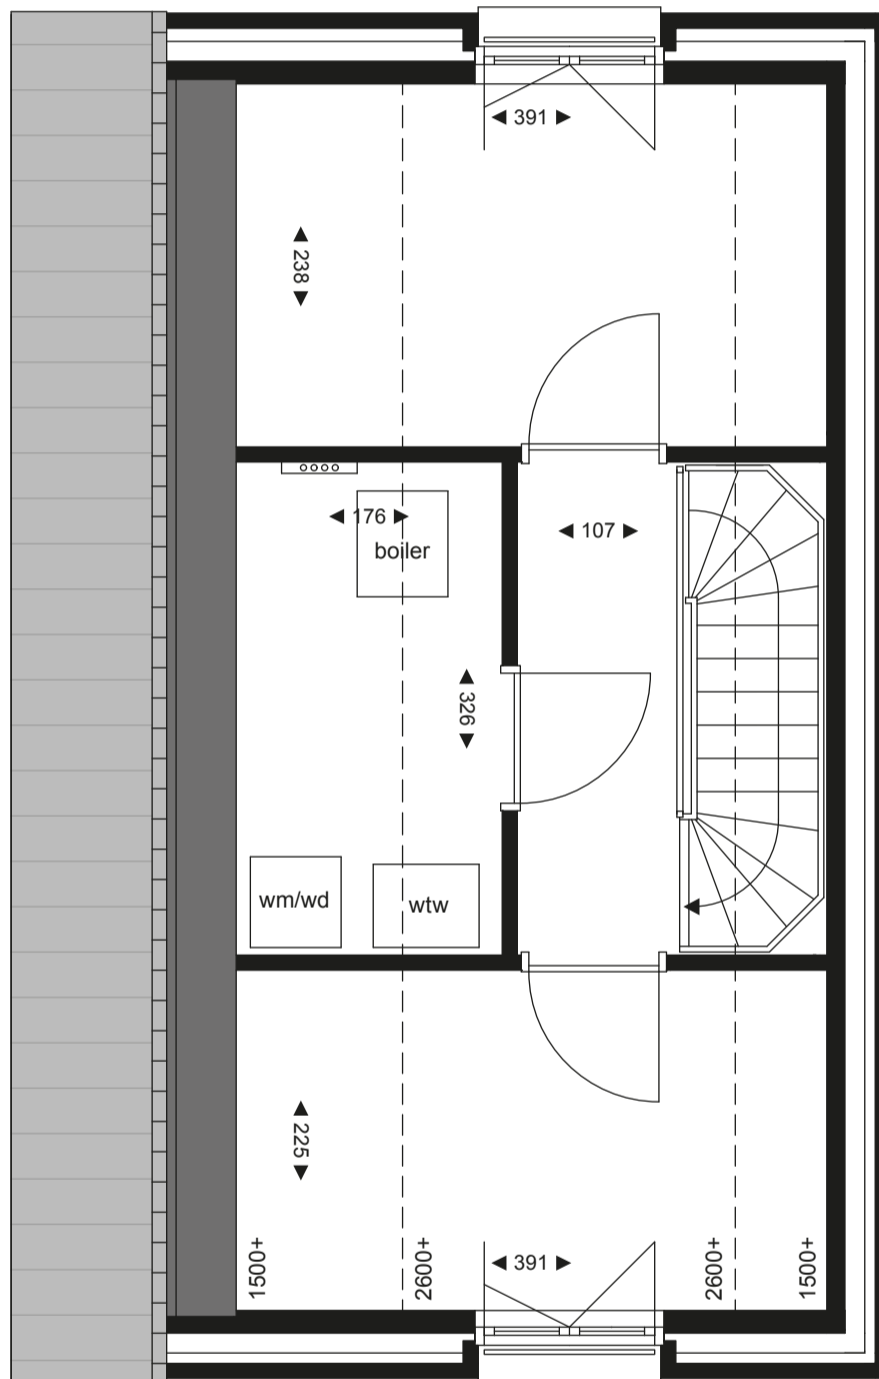 ◄ 391 ►
◄ 238 ►
◄ 176 ►
boiler
◄ 107 ►
◄ 326 ►
wm/wd
wtw
◄ 225 ►
1500+
2600+
◄ 391 ►
2600+
1500+